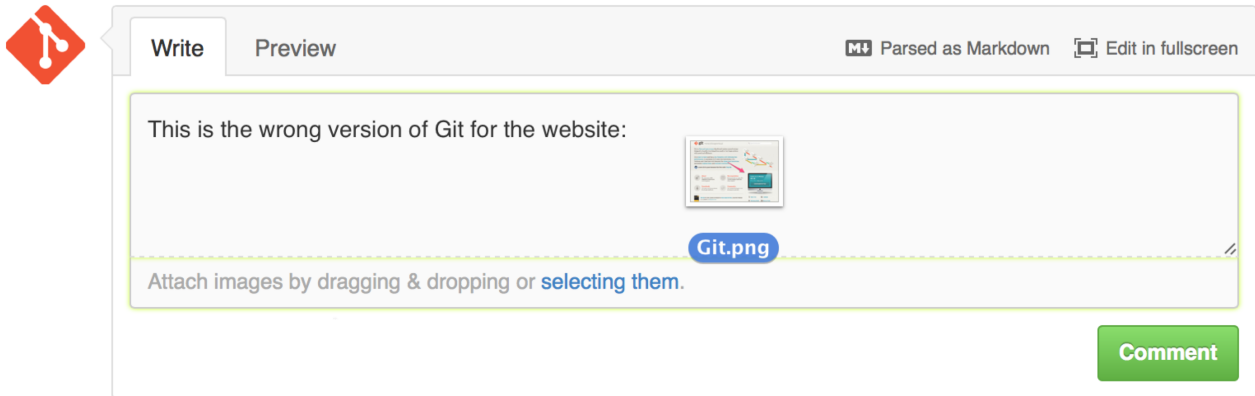 Write
Preview
M↓ Parsed as Markdown
Edit in fullscreen
This is the wrong version of Git for the website:
Git.png
Attach images by dragging & dropping or selecting them.
Comment